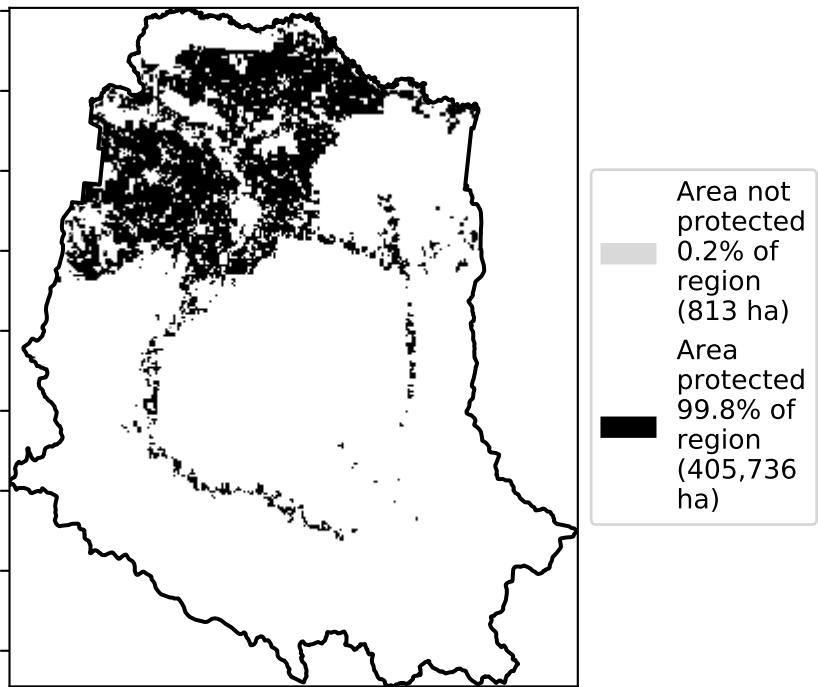 Area not
protected
0.2% of
region
(813 ha)
Area
protected
99.8% of
region
(405,736
ha)